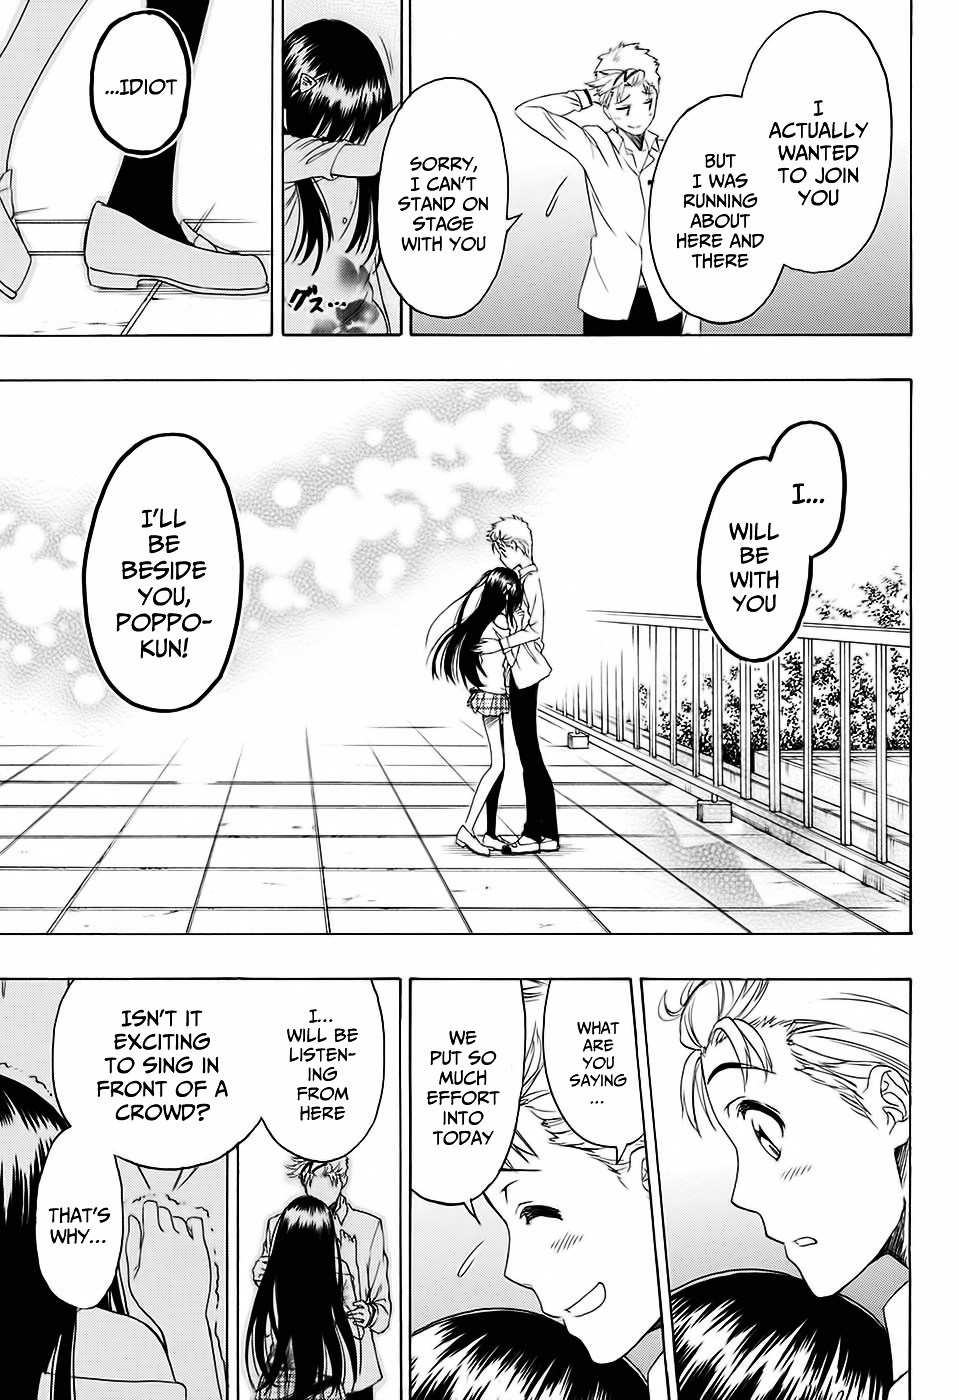 I
ACTUALLY
WANTED
TO JOIN
YOU
BUT
I WAS
RUNNING
ABOUT
HERE AND
THERE
SORRY,
I CAN'T
STAND ON
STAGE
WITH YOU
グス...
...IDIOT
I...
WILL
BE
WITH
YOU
I'LL
BE
BESIDE
YOU,
POPPO-
KUN!
WHAT
ARE
YOU
SAYING
...
WE
PUT SO
MUCH
EFFORT
INTO
TODAY
I...
WILL BE
LISTEN-
ING
FROM
HERE
ISN'T IT
EXCITING
TO SING IN
FRONT OF A
CROWD?
THAT'S
WHY...